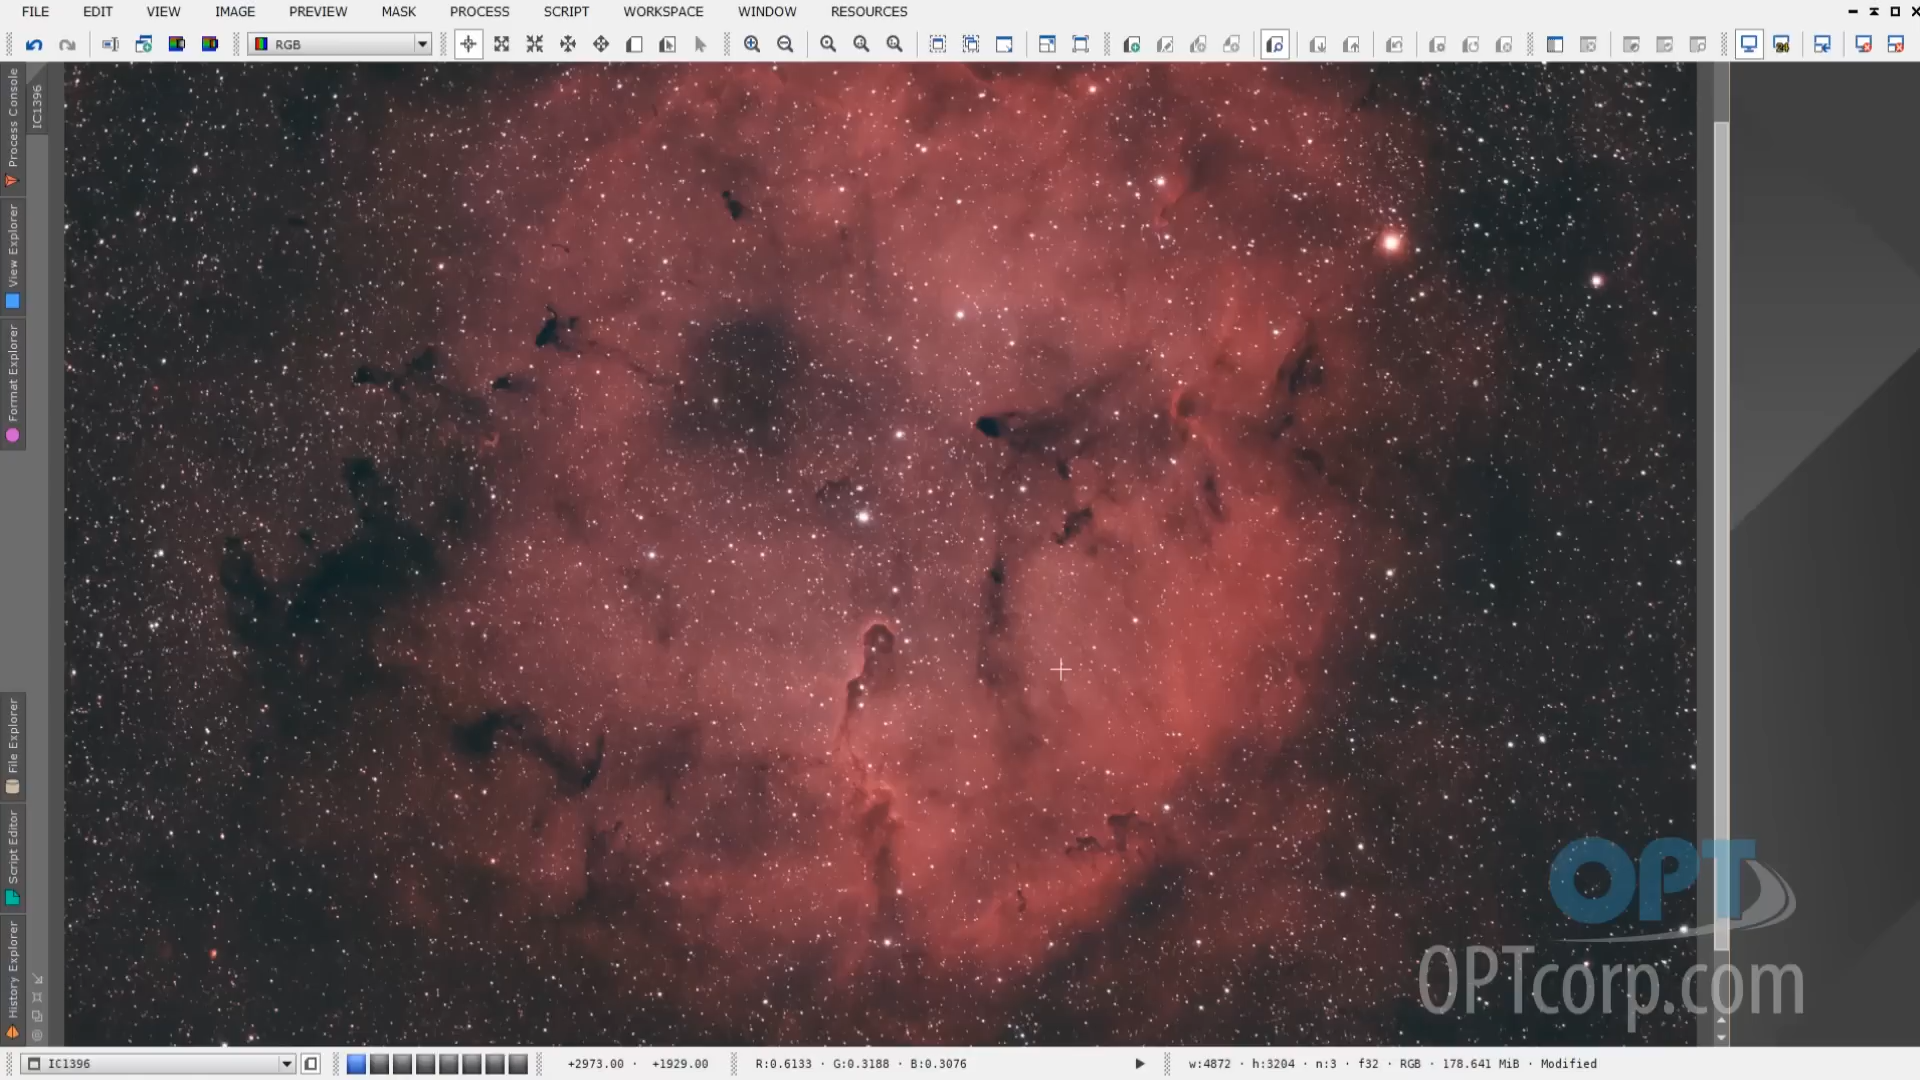 FILE EDIT VIEW IMAGE PREVIEW MASK PROCESS SCRIPT WORKSPACE WINDOW RESOURCES
RGB
24
Process Console
View Explorer
Format Explorer
File Explorer
Script Editor
History Explorer
IC1396
OPT
OPTcorp.com
IC1396
+2973.00 · +1929.00
R:0.6133 · G:0.3188 · B:0.3076
w:4872 · h:3204 · n:3 · f32 · RGB · 178.641 MiB · Modified